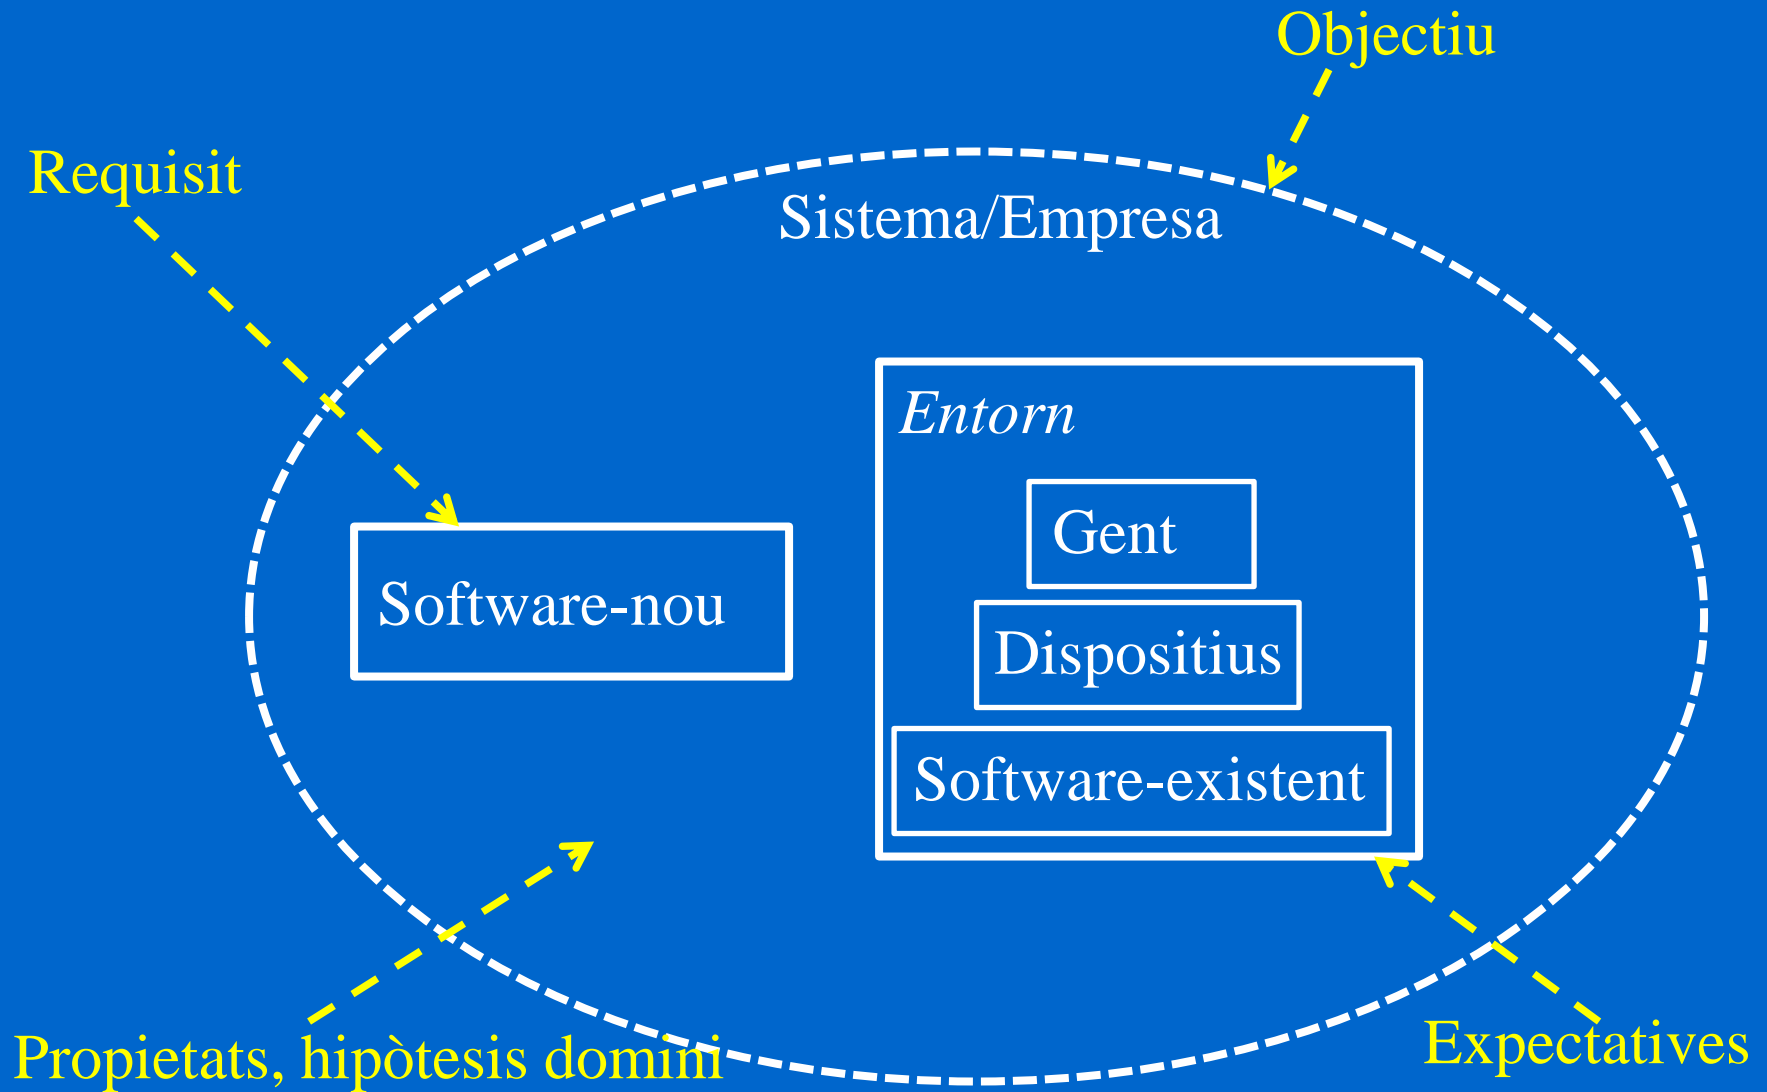 Objectiu
Requisit
Sistema/Empresa
Entorn
Gent
Software-nou
Dispositius
Software-existent
Propietats, hipòtesis domini
Expectatives